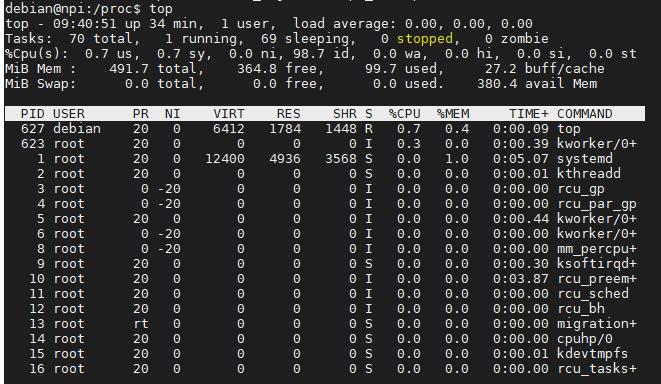 debian@npi:/proc$ top
top - 09:40:51 up 34 min,  1 user,  load average: 0.00, 0.00, 0.00
Tasks:  70 total,   1 running,  69 sleeping,   0 stopped,   0 zombie
%Cpu(s):  0.7 us,  0.7 sy,  0.0 ni, 98.7 id,  0.0 wa,  0.0 hi,  0.0 si,  0.0 st
MiB Mem :    491.7 total,    364.8 free,     99.7 used,     27.2 buff/cache
MiB Swap:      0.0 total,      0.0 free,      0.0 used.    380.4 avail Mem
PID USER      PR  NI    VIRT    RES    SHR S  %CPU  %MEM     TIME+ COMMAND
627 debian    20   0    6412   1784   1448 R   0.7   0.4   0:00.09 top
623 root      20   0       0      0      0 I   0.3   0.0   0:00.39 kworker/0+
1 root      20   0   12400   4936   3568 S   0.0   1.0   0:05.07 systemd
2 root      20   0       0      0      0 S   0.0   0.0   0:00.01 kthreadd
3 root       0 -20       0      0      0 I   0.0   0.0   0:00.00 rcu_gp
4 root       0 -20       0      0      0 I   0.0   0.0   0:00.00 rcu_par_gp
5 root      20   0       0      0      0 I   0.0   0.0   0:00.44 kworker/0+
6 root       0 -20       0      0      0 I   0.0   0.0   0:00.00 kworker/0+
8 root       0 -20       0      0      0 I   0.0   0.0   0:00.00 mm_percpu+
9 root      20   0       0      0      0 S   0.0   0.0   0:00.30 ksoftirqd+
10 root      20   0       0      0      0 I   0.0   0.0   0:03.87 rcu_preem+
11 root      20   0       0      0      0 I   0.0   0.0   0:00.00 rcu_sched
12 root      20   0       0      0      0 I   0.0   0.0   0:00.00 rcu_bh
13 root      rt   0       0      0      0 S   0.0   0.0   0:00.00 migration+
14 root      20   0       0      0      0 S   0.0   0.0   0:00.00 cpuhp/0
15 root      20   0       0      0      0 S   0.0   0.0   0:00.01 kdevtmpfs
16 root      20   0       0      0      0 S   0.0   0.0   0:00.00 rcu_tasks+